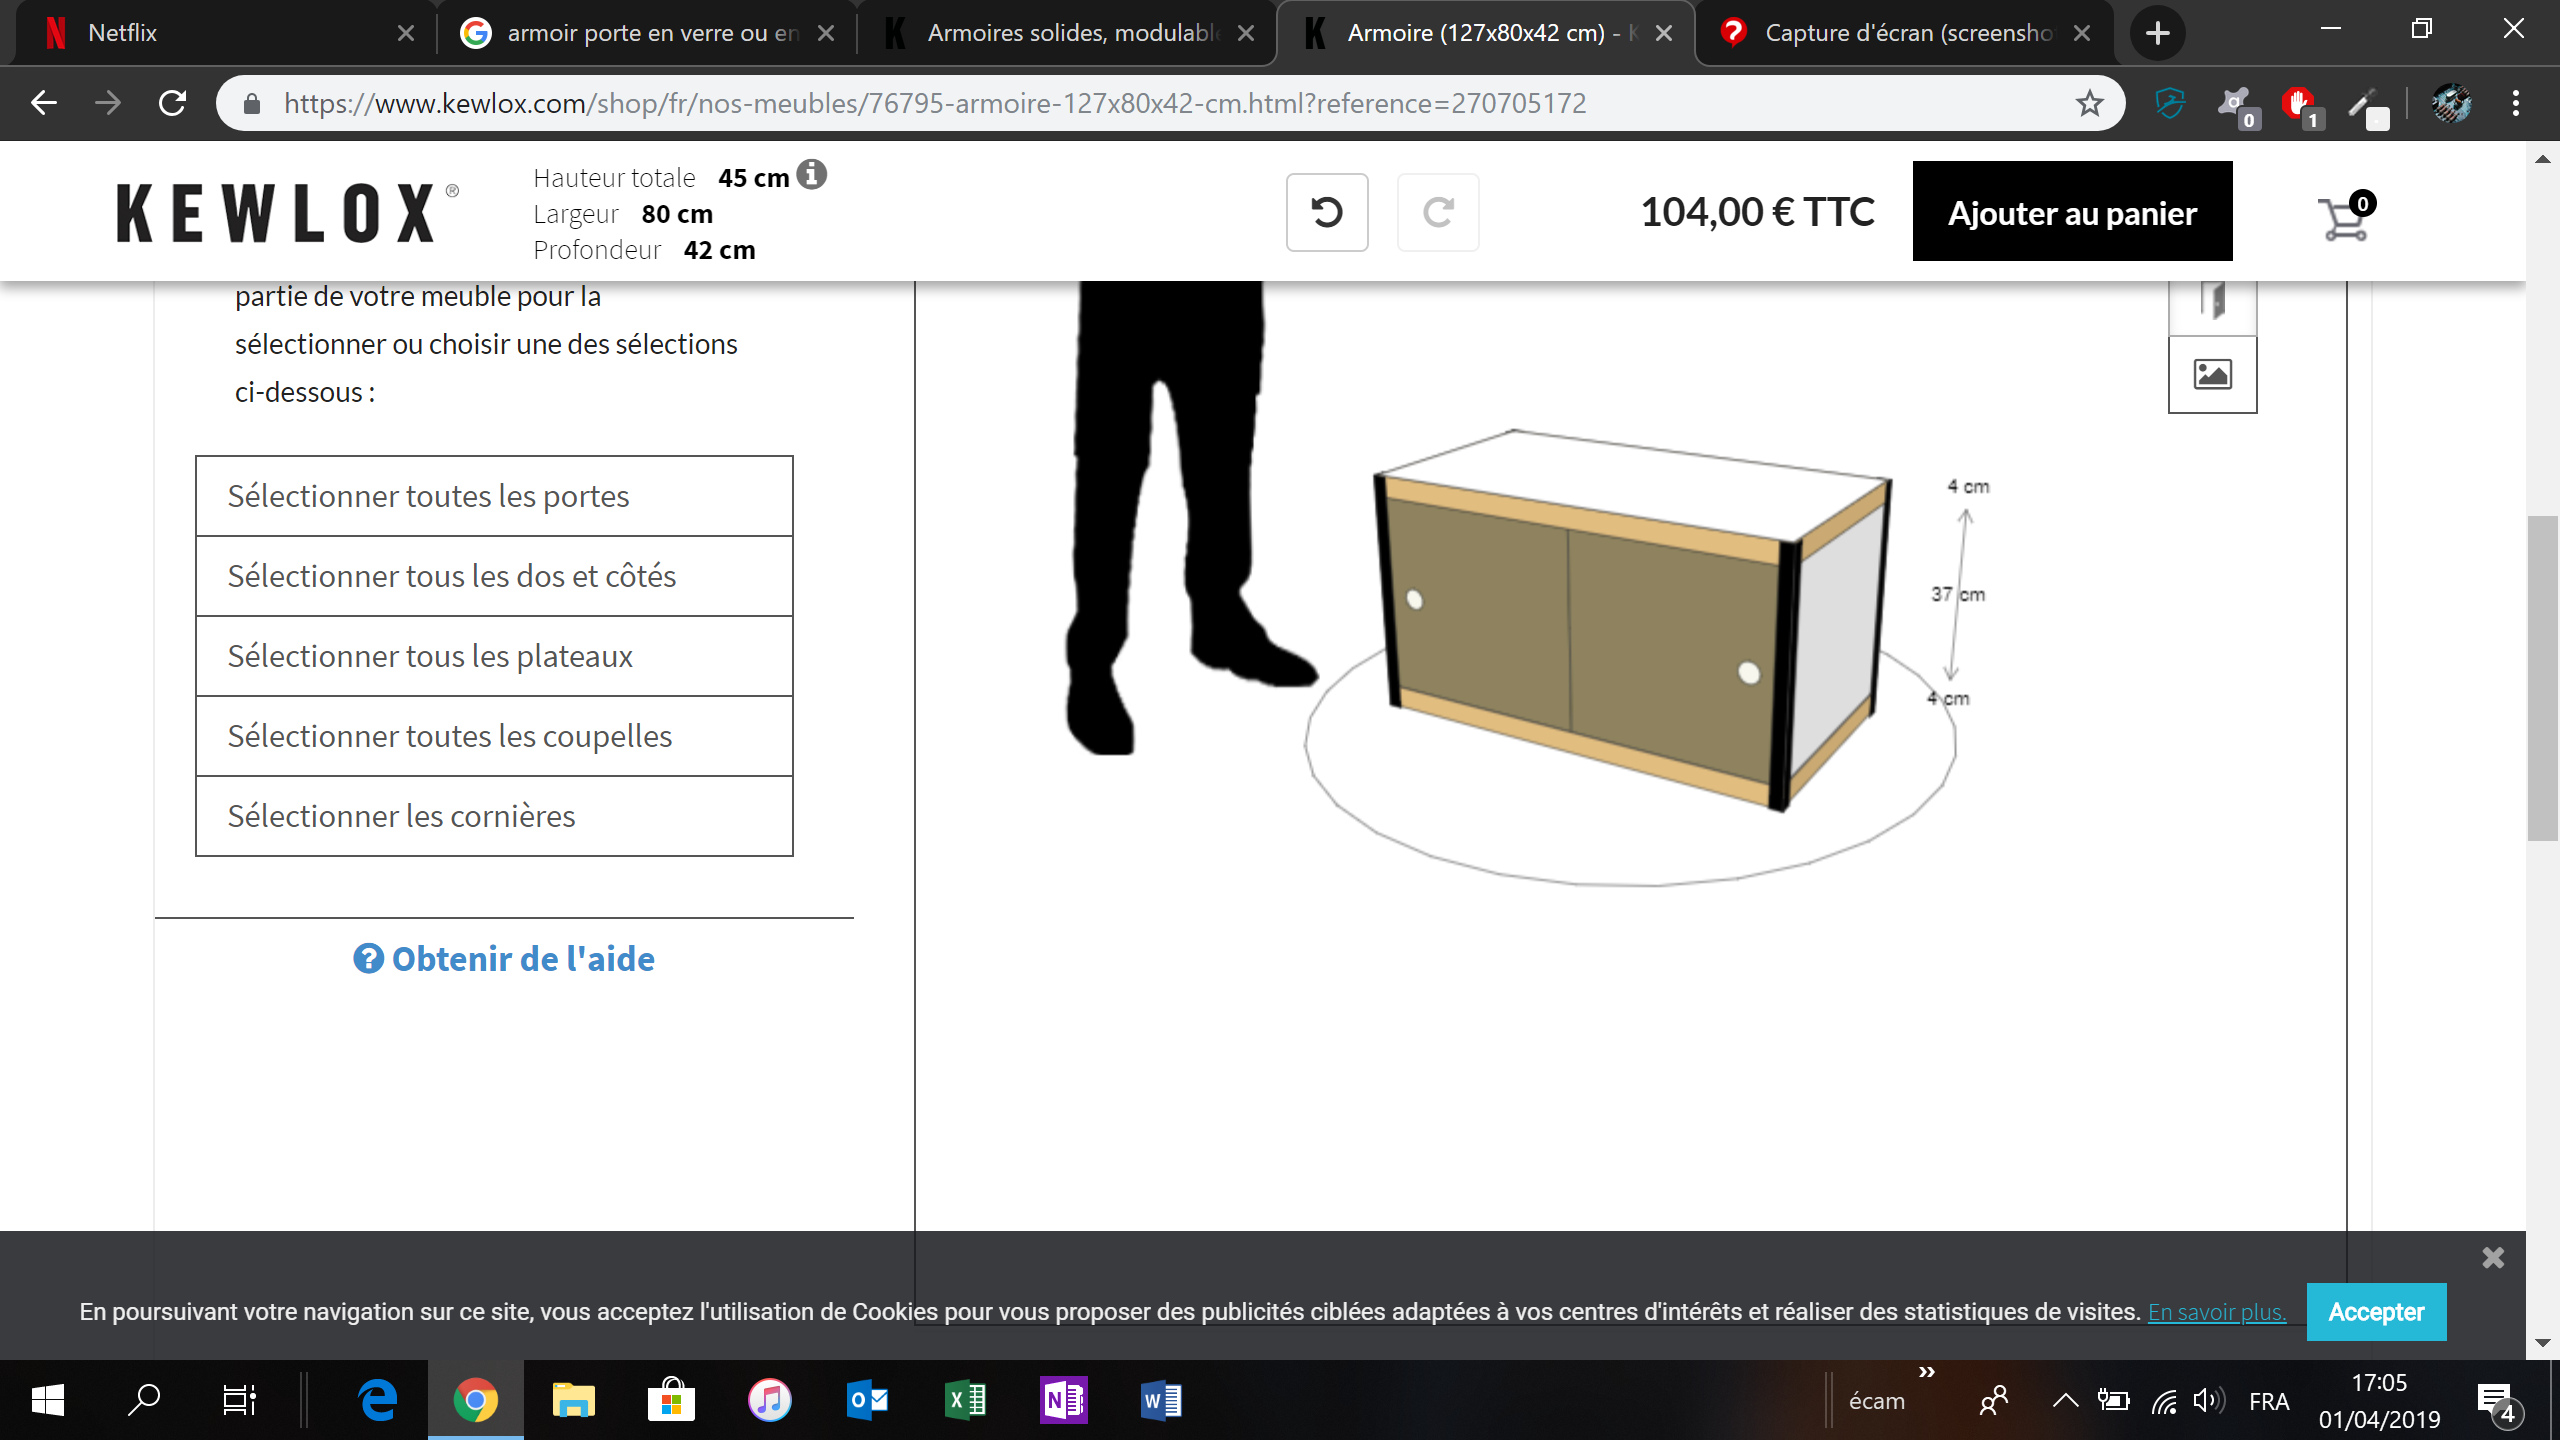 Netflix
armoir porte en verre ou en
Armoires solides, modulable
Armoire (127x80x42 cm) - K
Capture d'écran (screensho
https://www.kewlox.com/shop/fr/nos-meubles/76795-armoire-127x80x42-cm.html?reference=270705172
0
1
KEWLOX®
Hauteur totale 45 cm
Largeur 80 cm
Profondeur 42 cm
104,00 € TTC
Ajouter au panier
0
partie de votre meuble pour la
sélectionner ou choisir une des sélections
ci-dessous :
Sélectionner toutes les portes
Sélectionner tous les dos et côtés
Sélectionner tous les plateaux
Sélectionner toutes les coupelles
Sélectionner les cornières
Obtenir de l'aide
4 cm
37 cm
4 cm
En poursuivant votre navigation sur ce site, vous acceptez l'utilisation de Cookies pour vous proposer des publicités ciblées adaptées à vos centres d'intérêts et réaliser des statistiques de visites. En savoir plus.
Accepter
écam
FRA
17:05
01/04/2019
4